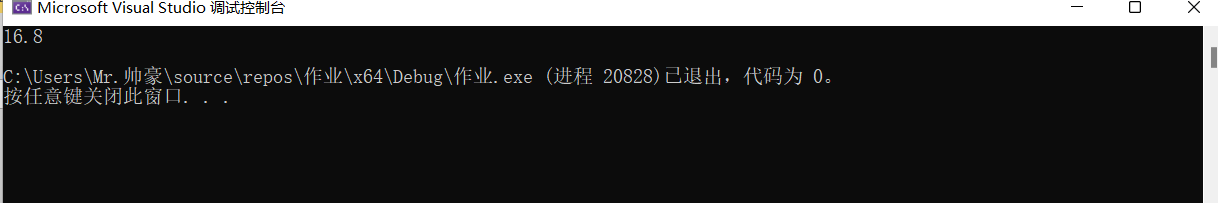 Microsoft Visual Studio 调试控制台
16.8
C:\Users\Mr.帅豪\source\repos\作业\x64\Debug\作业.exe (进程 20828)已退出，代码为 0。
按任意键关闭此窗口. . .